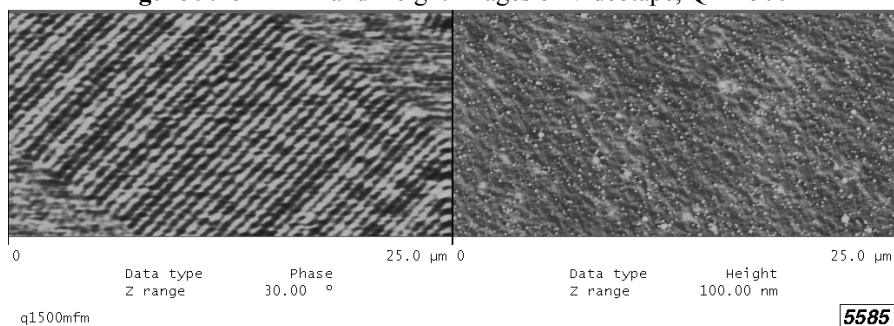 0 25.0 µm 0 25.0 µm
Data type Phase Data type Height
Z range 30.00 º Z range 100.00 nm
q1500mfm 5585